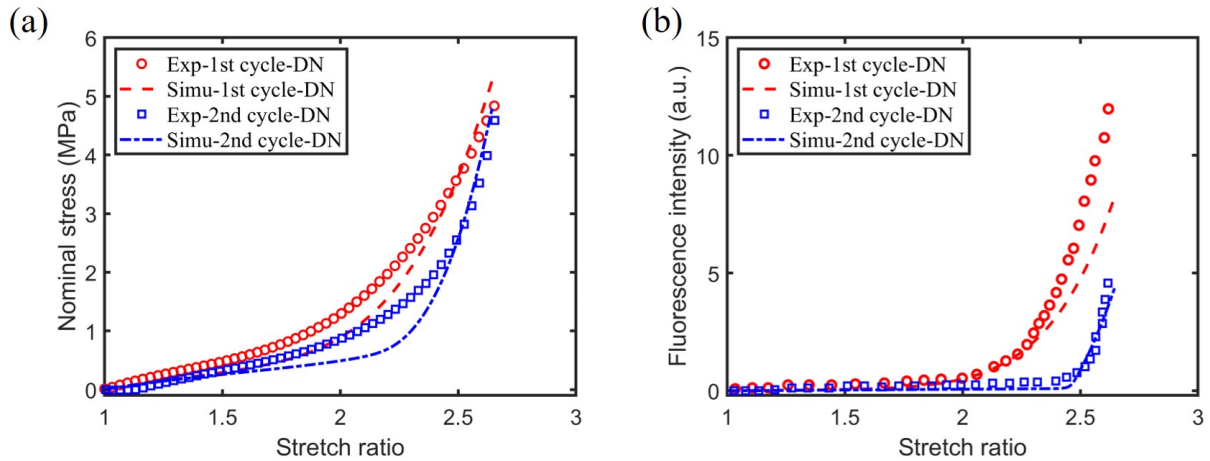 (a)
6
5
4
3
2
1
0
Nominal stress (MPa)
Exp-1st cycle-DN
Simu-1st cycle-DN
Exp-2nd cycle-DN
Simu-2nd cycle-DN
1
1.5
2
2.5
3
Stretch ratio
(b)
15
10
5
0
Fluorescence intensity (a.u.)
Exp-1st cycle-DN
Simu-1st cycle-DN
Exp-2nd cycle-DN
Simu-2nd cycle-DN
1
1.5
2
2.5
3
Stretch ratio